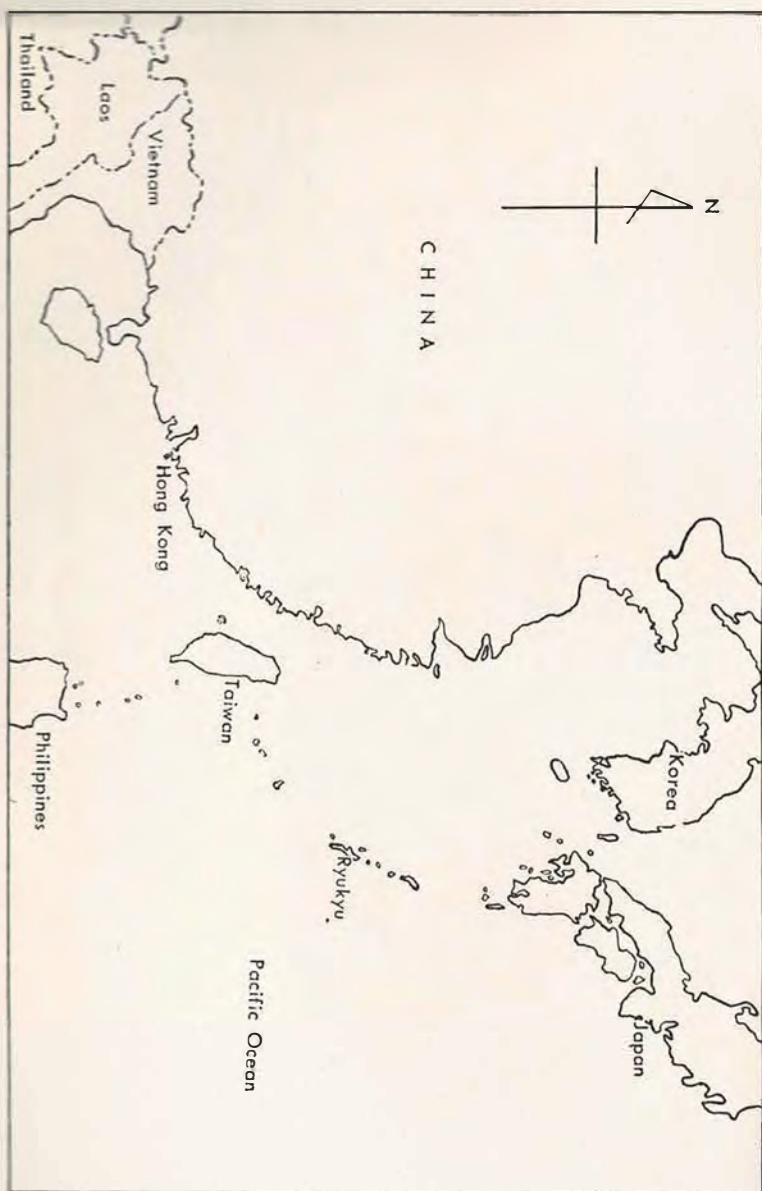 N
CHINA
Korea
Japan
Ryukyu
Pacific Ocean
Taiwan
Hong Kong
Vietnam
Laos
Thailand
Philippines